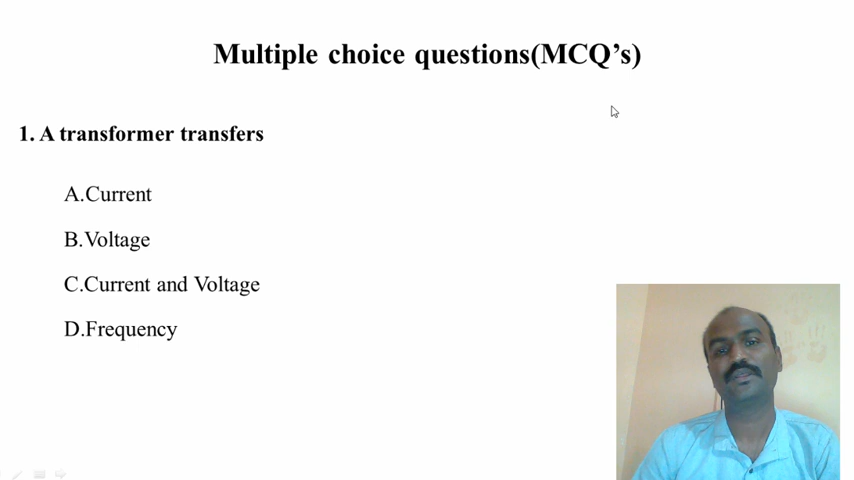 Multiple choice questions(MCQ’s)
1. A transformer transfers
A.Current
B.Voltage
C.Current and Voltage
D.Frequency